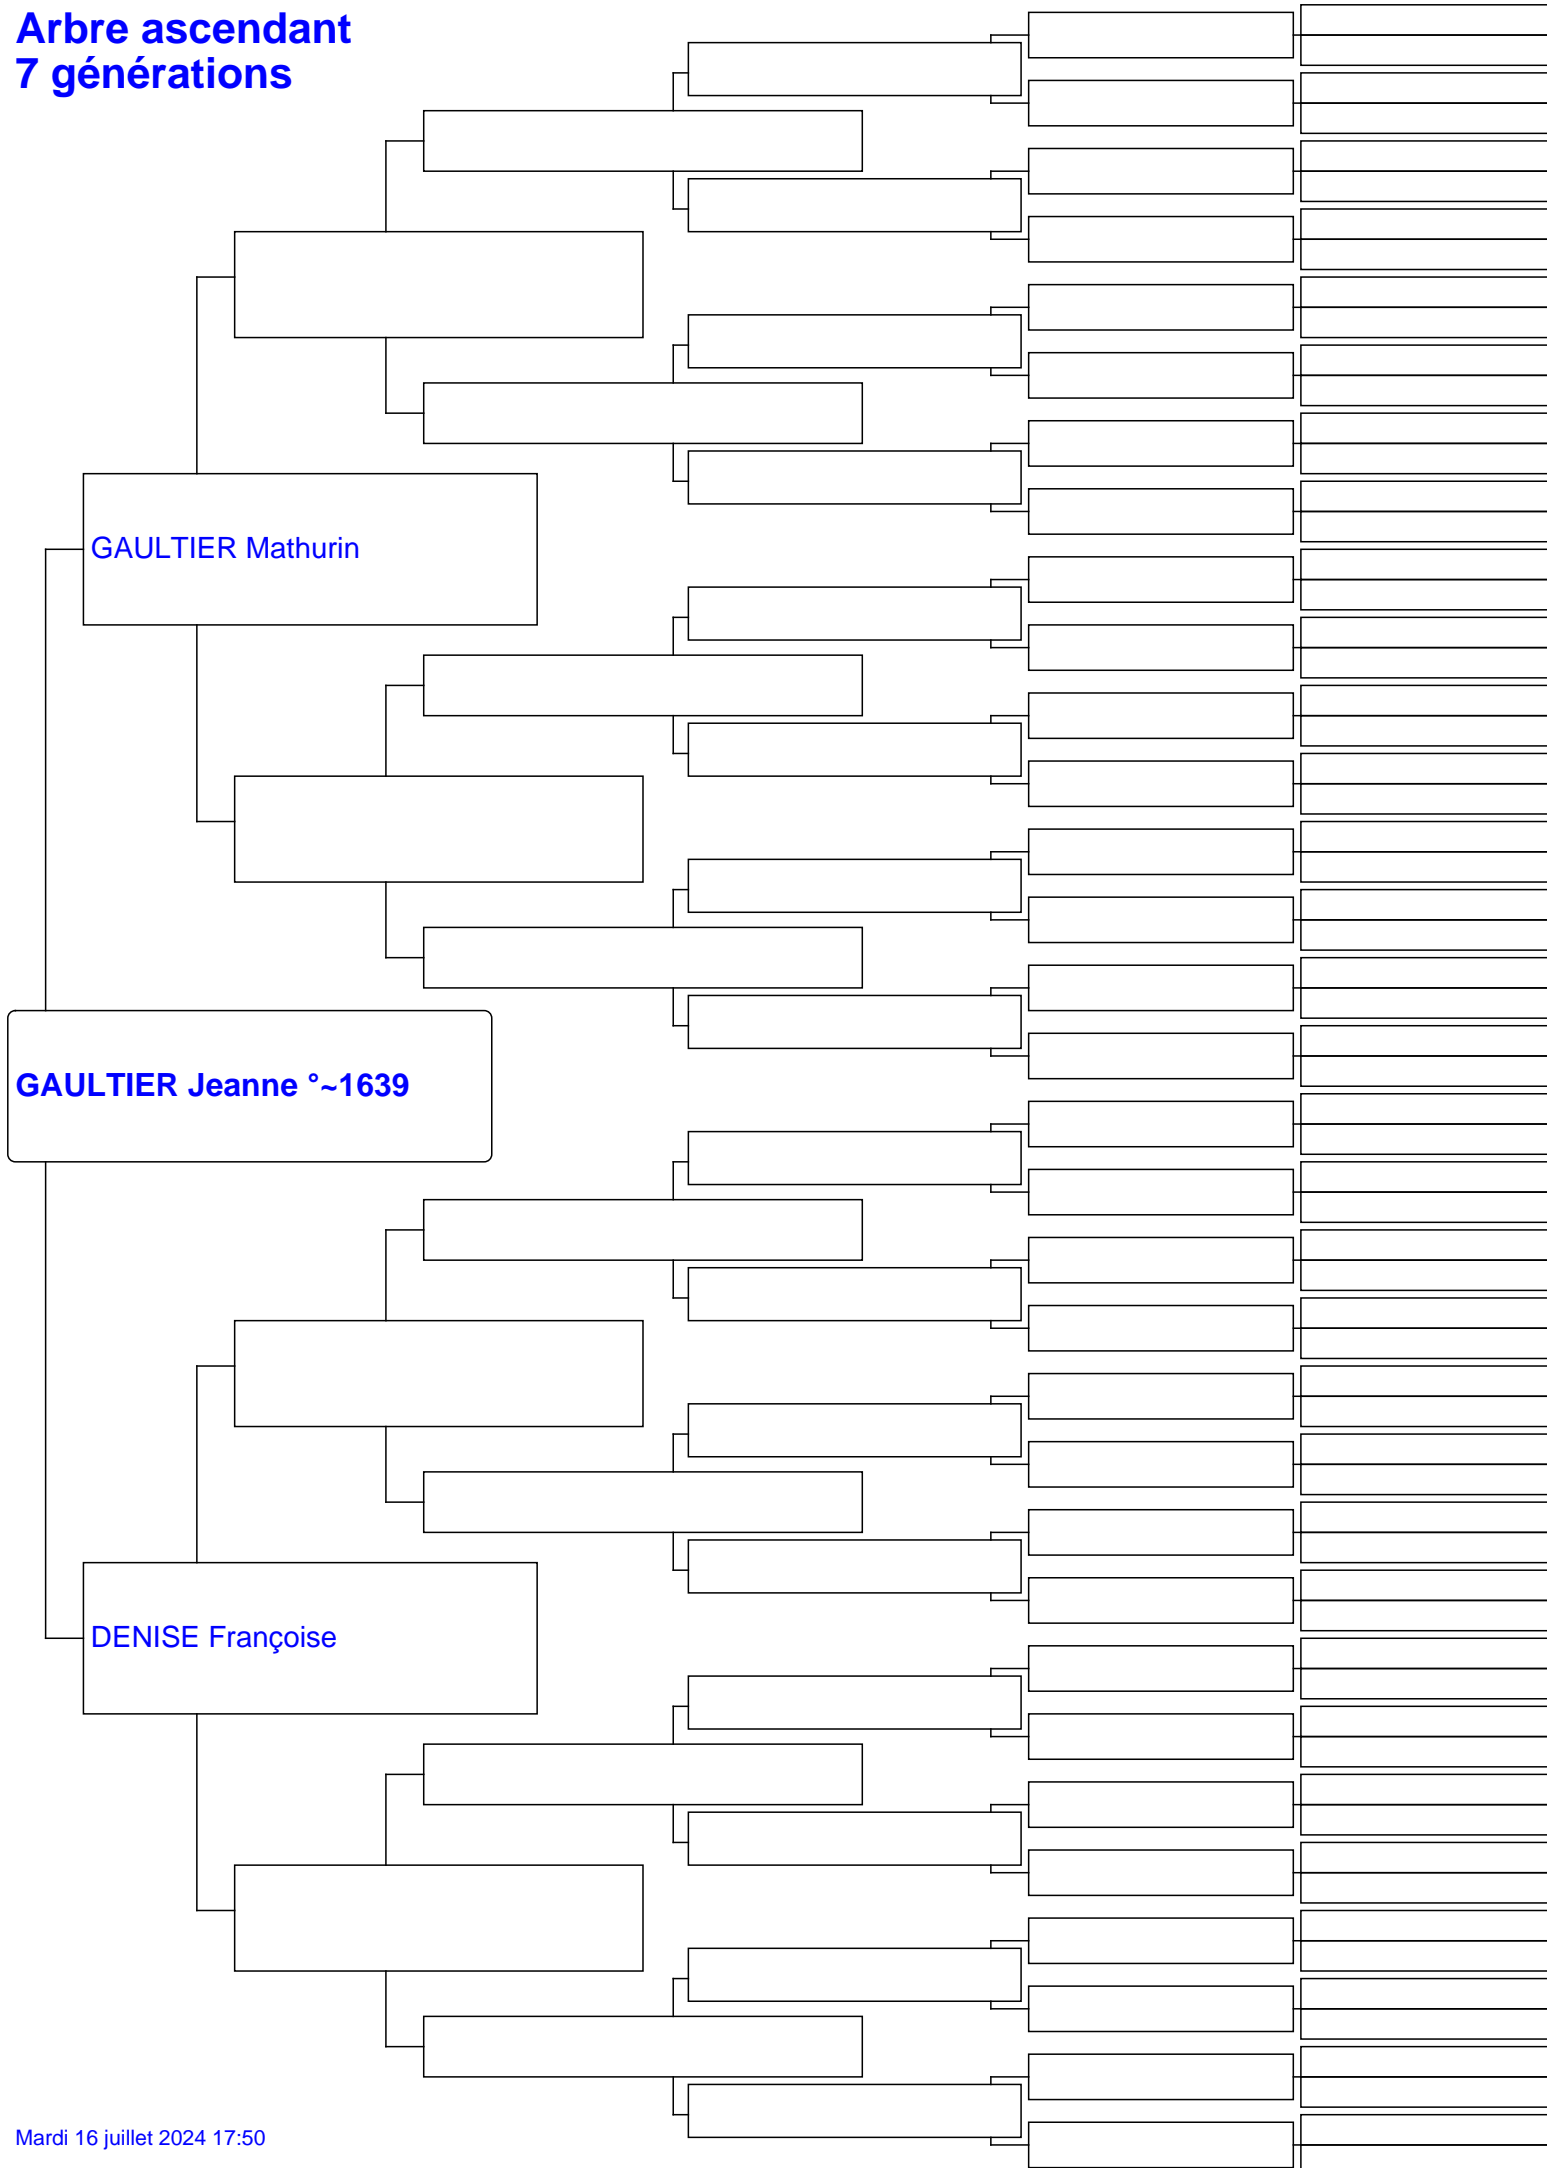 Arbre ascendant
7 générations
GAULTIER Mathurin
GAULTIER Jeanne °~1639
DENISE Françoise
Mardi 16 juillet 2024 17:50